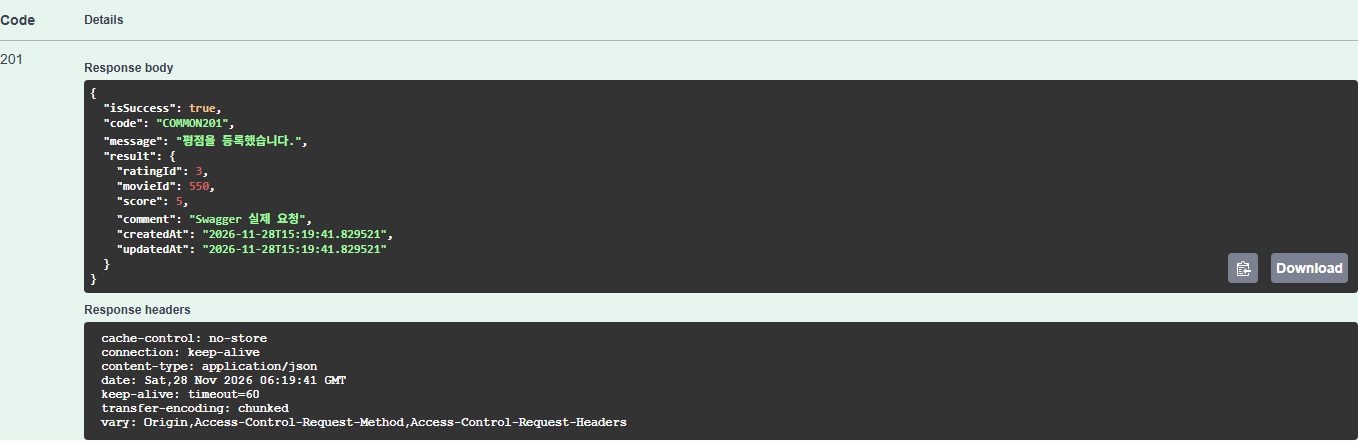 Code Details
201
Response body
{
  "isSuccess": true,
  "code": "COMMON201",
  "message": "평점을 등록했습니다.",
  "result": {
    "ratingId": 3,
    "movieId": 550,
    "score": 5,
    "comment": "Swagger 실제 요청",
    "createdAt": "2026-11-28T15:19:41.829521",
    "updatedAt": "2026-11-28T15:19:41.829521"
  }
}
Download
Response headers
cache-control: no-store
connection: keep-alive
content-type: application/json
date: Sat,28 Nov 2026 06:19:41 GMT
keep-alive: timeout=60
transfer-encoding: chunked
vary: Origin,Access-Control-Request-Method,Access-Control-Request-Headers